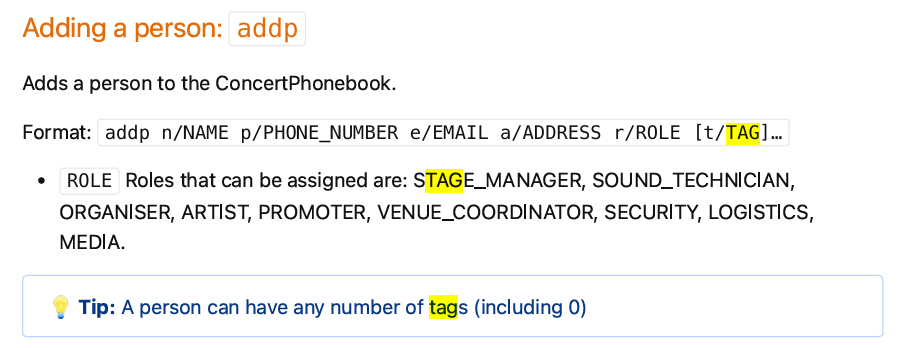 Adding a person: addp
Adds a person to the ConcertPhonebook.
Format: addp n/NAME p/PHONE_NUMBER e/EMAIL a/ADDRESS r/ROLE [t/TAG]…
• ROLE Roles that can be assigned are: STAGE_MANAGER, SOUND_TECHNICIAN,
ORGANISER, ARTIST, PROMOTER, VENUE_COORDINATOR, SECURITY, LOGISTICS,
MEDIA.
💡 Tip: A person can have any number of tags (including 0)